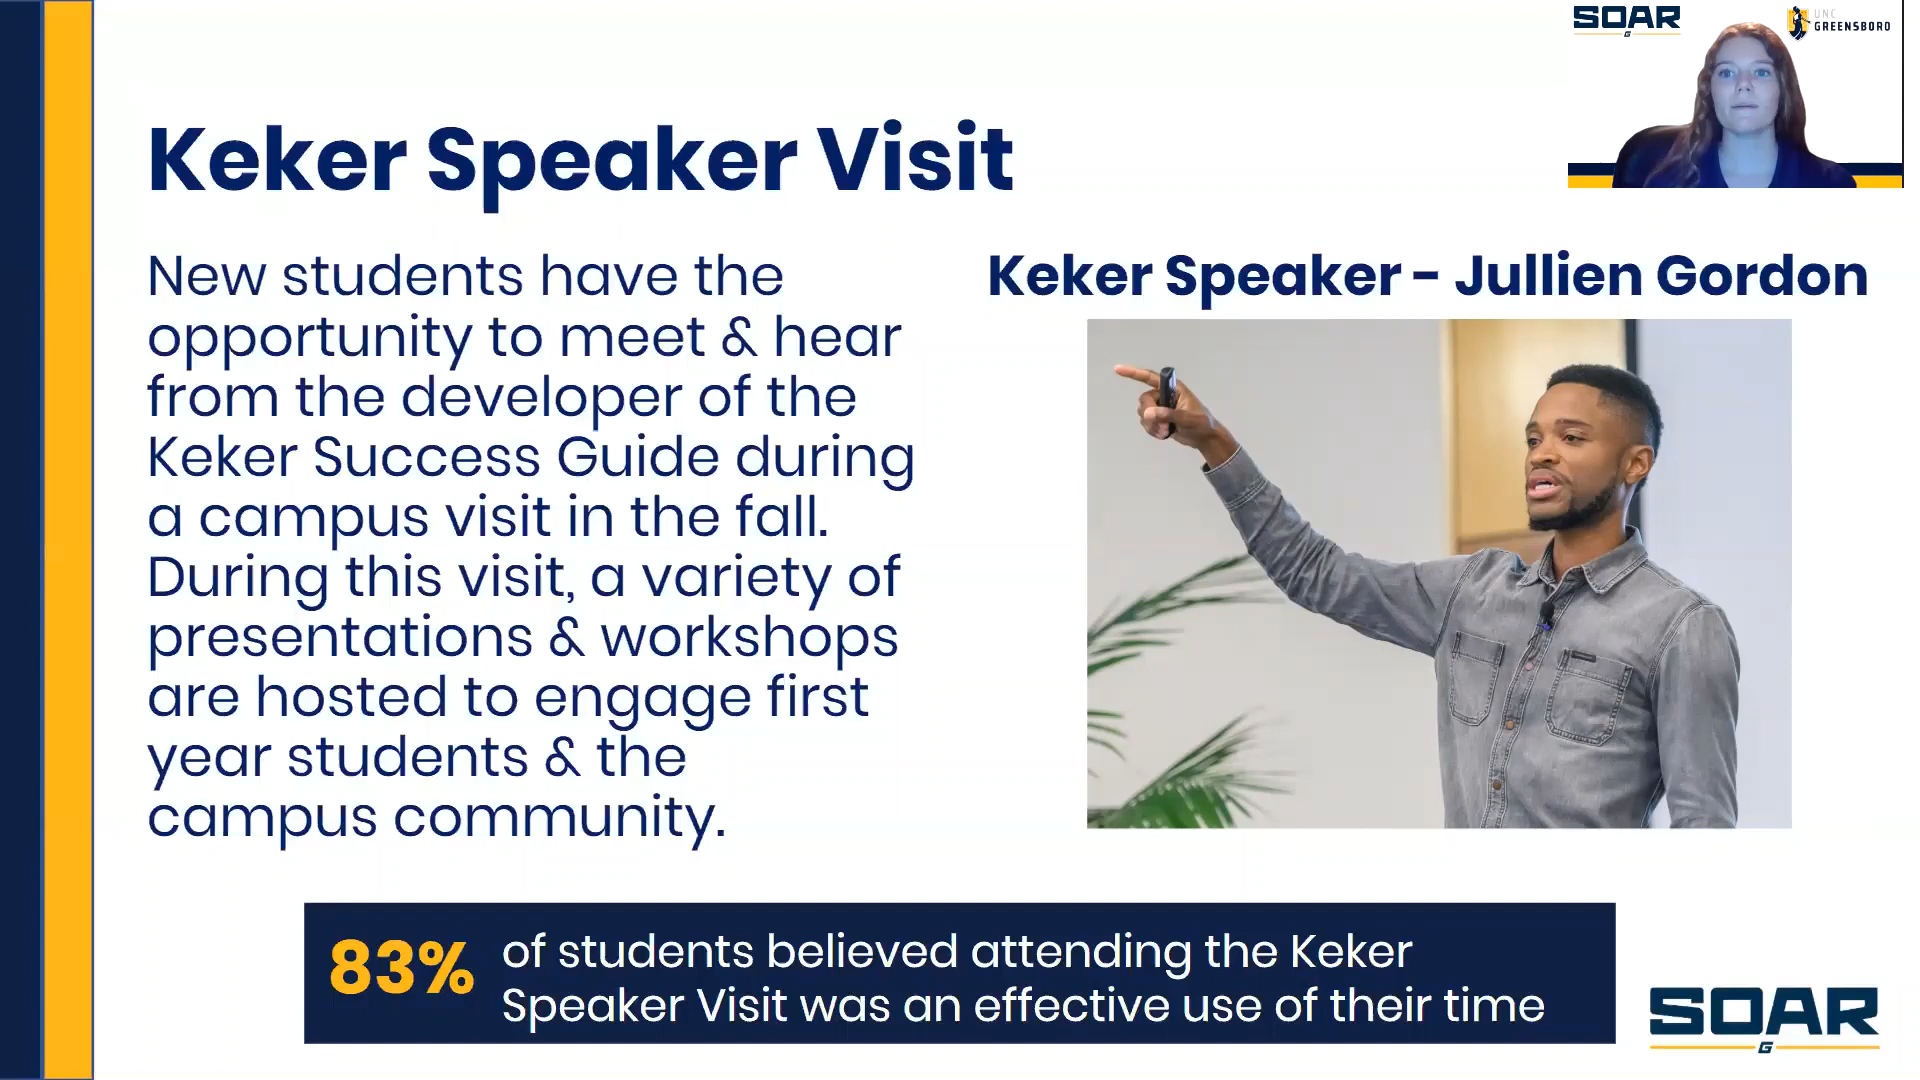 SOAR
G
UNC
GREENSBORO
Keker Speaker Visit
New students have the
opportunity to meet & hear
from the developer of the
Keker Success Guide during
a campus visit in the fall.
During this visit, a variety of
presentations & workshops
are hosted to engage first
year students & the
campus community.
Keker Speaker - Jullien Gordon
83%
of students believed attending the Keker
Speaker Visit was an effective use of their time
SOAR
G